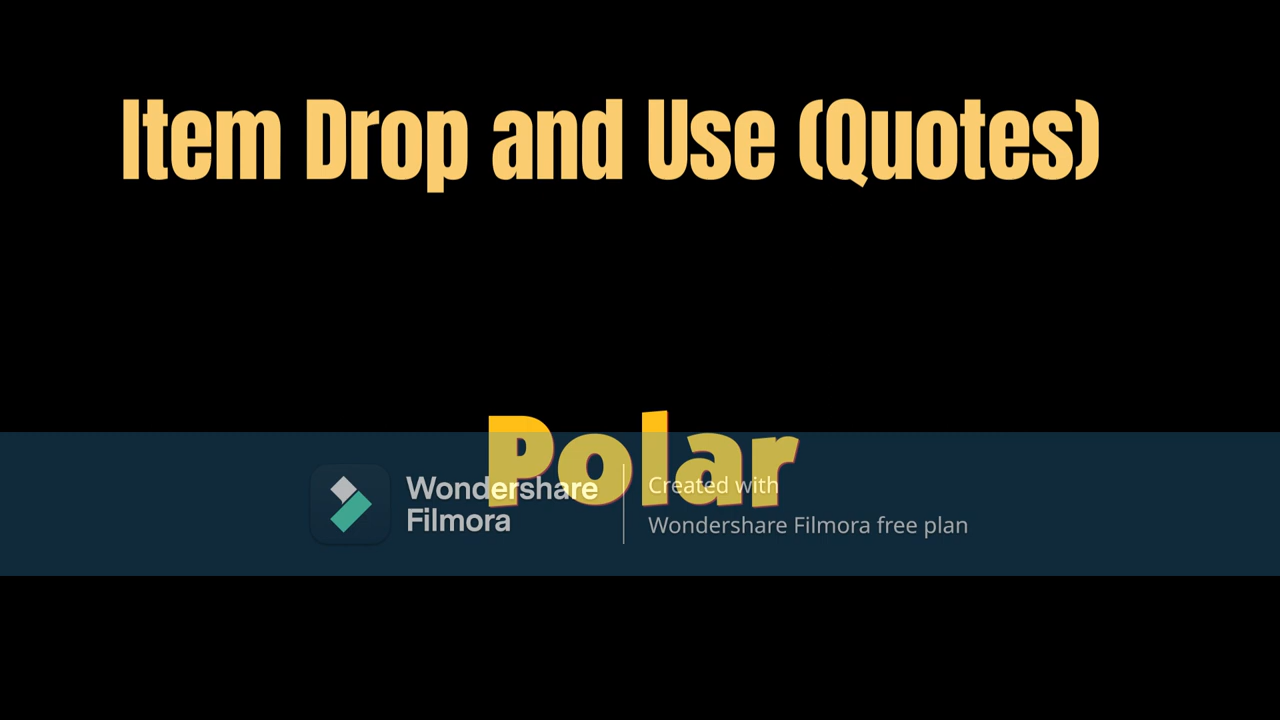 Item Drop and Use (Quotes)
Polar
Wondershare
Filmora
Created with
Wondershare Filmora free plan